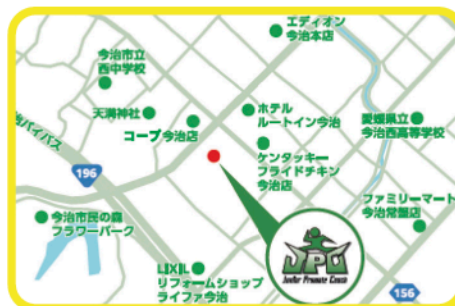 エディオン
今治本店
今治市立
西中学校
天満神社
コープ今治店
ホテル
ルートイン今治
愛媛県立
今治西高等学校
治バイパス
196
ケンタッキー
フライドチキン
今治店
ファミリーマート
今治常盤店
今治市民の森
フラワーパーク
JPC
Junior Promote Coach
LIXIL
リフォームショップ
ライファ今治
156